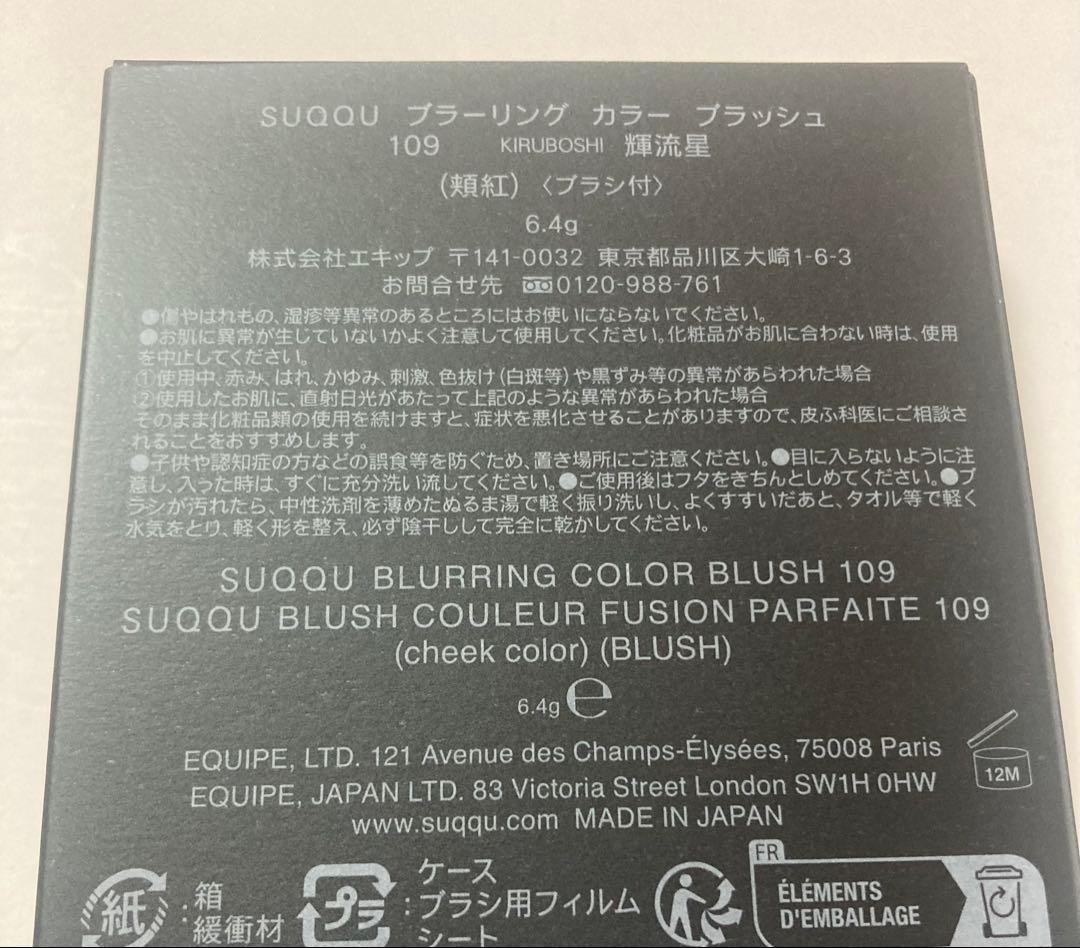 SUQQU ブラーリング カラー ブラッシュ
109 KIRUBOSHI 輝流星
(頬紅)〈ブラシ付〉
6.4g
株式会社エキップ 〒141-0032 東京都品川区大崎1-6-3
お問合せ先 0120-988-761
●傷やはれもの、湿疹等異常のあるところにはお使いにならないでください。
●お肌に異常が生じていないかよく注意して使用してください。化粧品がお肌に合わない時は、使用
を中止してください。
①使用中、赤み、はれ、かゆみ、刺激、色抜け(白斑等)や黒ずみ等の異常があらわれた場合
②使用したお肌に、直射日光があたって上記のような異常があらわれた場合
そのまま化粧品類の使用を続けますと、症状を悪化させることがありますので、皮ふ科医にご相談さ
れることをおすすめします。
●子供や認知症の方などの誤食等を防ぐため、置き場所にご注意ください。●目に入らないように注
意し、入った時は、すぐに充分洗い流してください。●ご使用後はフタをきちんとしめてください。●ブ
ラシが汚れたら、中性洗剤を薄めたぬるま湯で軽く振り洗いし、よくすすいだあと、タオル等で軽く
水気をとり、軽く形を整え、必ず陰干しして完全に乾かしてください。
SUQQU BLURRING COLOR BLUSH 109
SUQQU BLUSH COULEUR FUSION PARFAITE 109
(cheek color) (BLUSH)
6.4g ℮
EQUIPE, LTD. 121 Avenue des Champs-Élysées, 75008 Paris
EQUIPE, JAPAN LTD. 83 Victoria Street London SW1H 0HW
www.suqqu.com MADE IN JAPAN
12M
紙 : 箱
緩衝材
プラ : ケース
ブラシ用フィルム
シート
FR
ÉLÉMENTS
D'EMBALLAGE